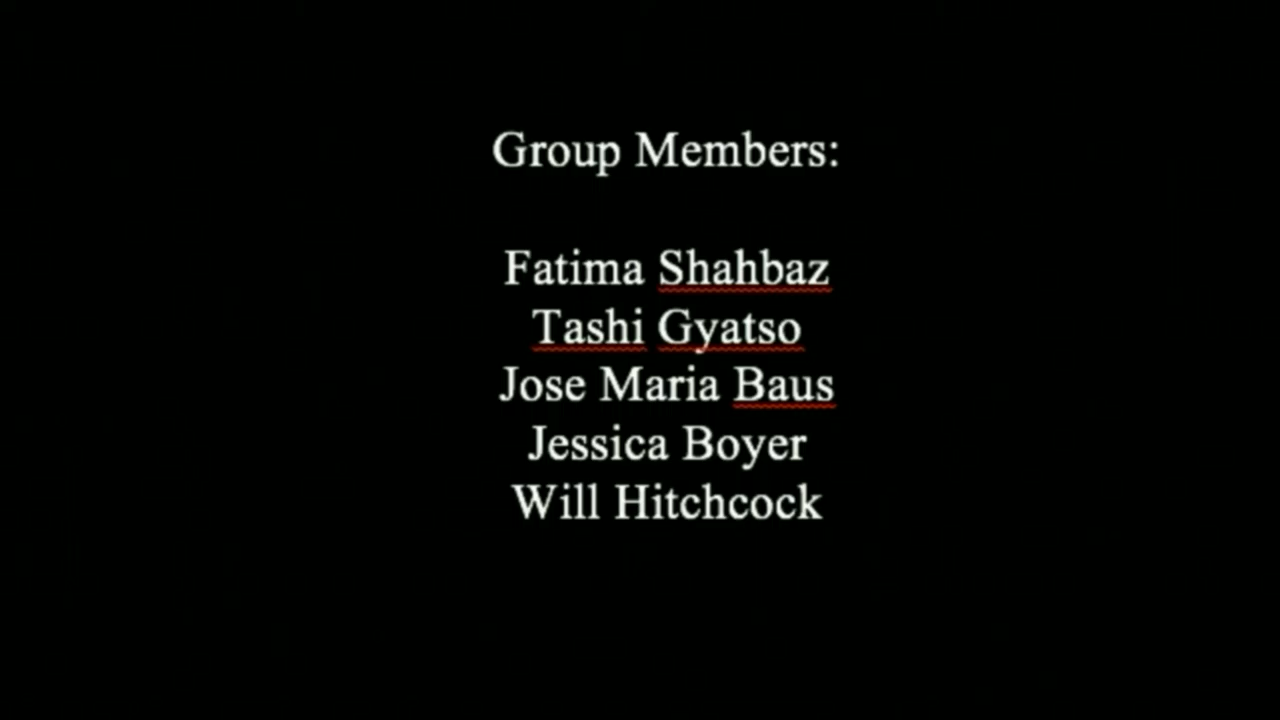 Group Members:
Fatima Shahbaz
Tashi Gyatso
Jose Maria Baus
Jessica Boyer
Will Hitchcock